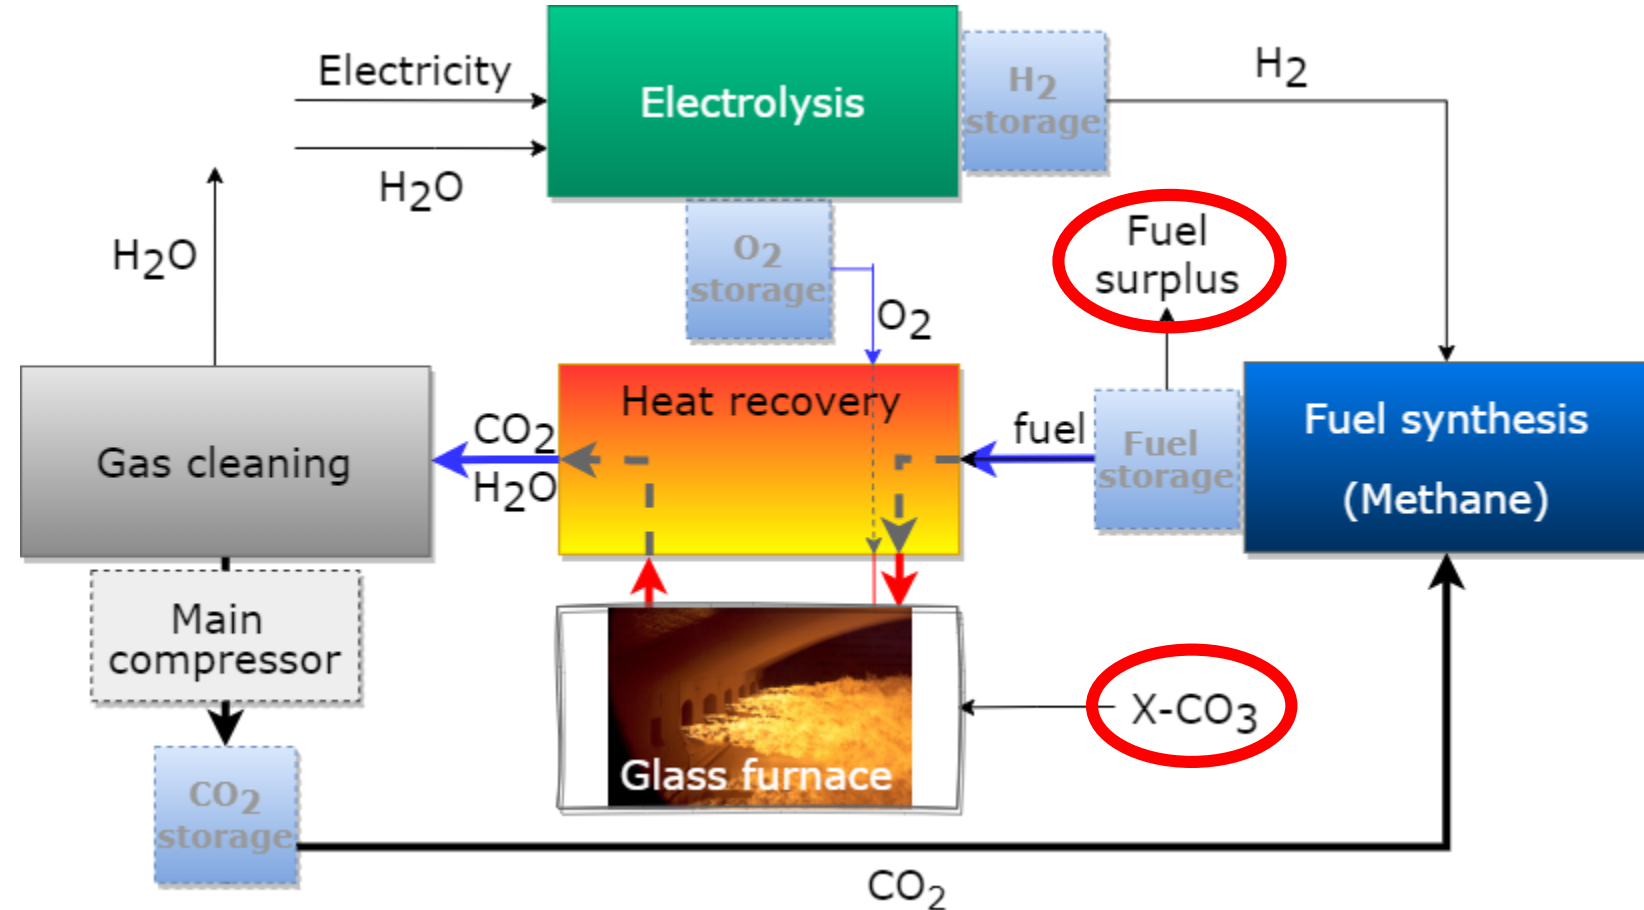 Electricity
H₂O
Electrolysis
H₂
storage
H₂
H₂O
O₂
storage
O₂
Fuel
surplus
Gas cleaning
CO₂
H₂O
Heat recovery
fuel
Fuel
storage
Fuel synthesis
(Methane)
Main
compressor
Glass furnace
X-CO₃
CO₂
storage
CO₂